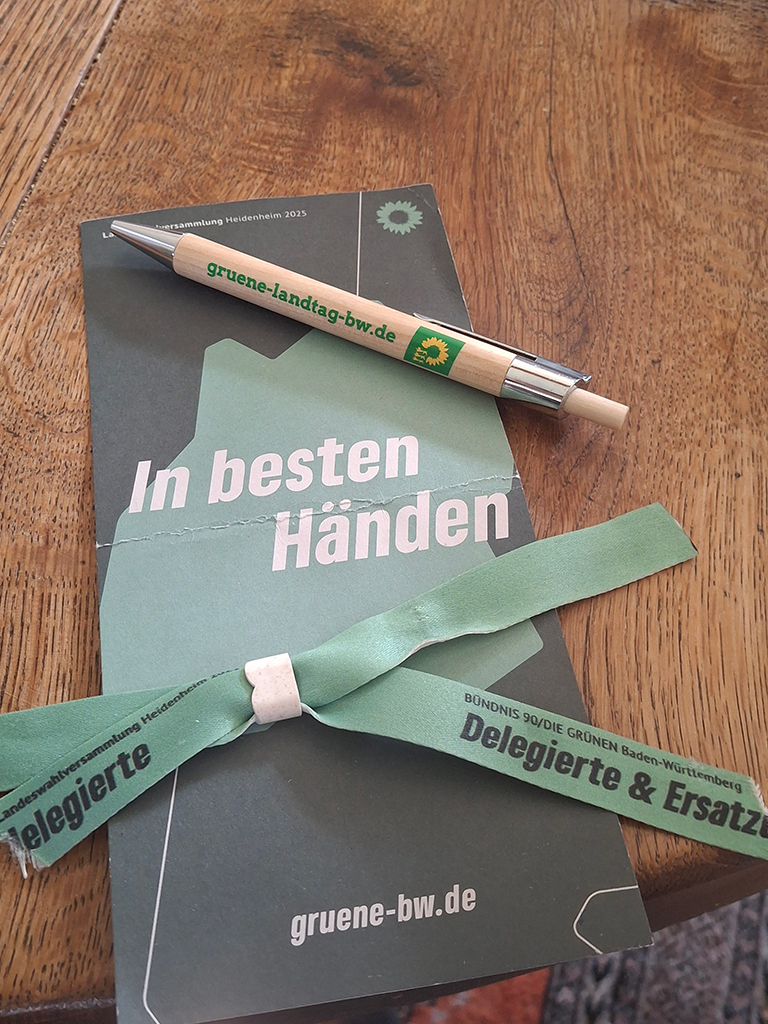 versammlung Heidenheim 2025
gruene-landtag-bw.de
In besten
Händen
Landeswahlversammlung Heidenheim
elegierte
BÜNDNIS 90/DIE GRÜNEN Baden-Württemberg
Delegierte & Ersatz
gruene-bw.de